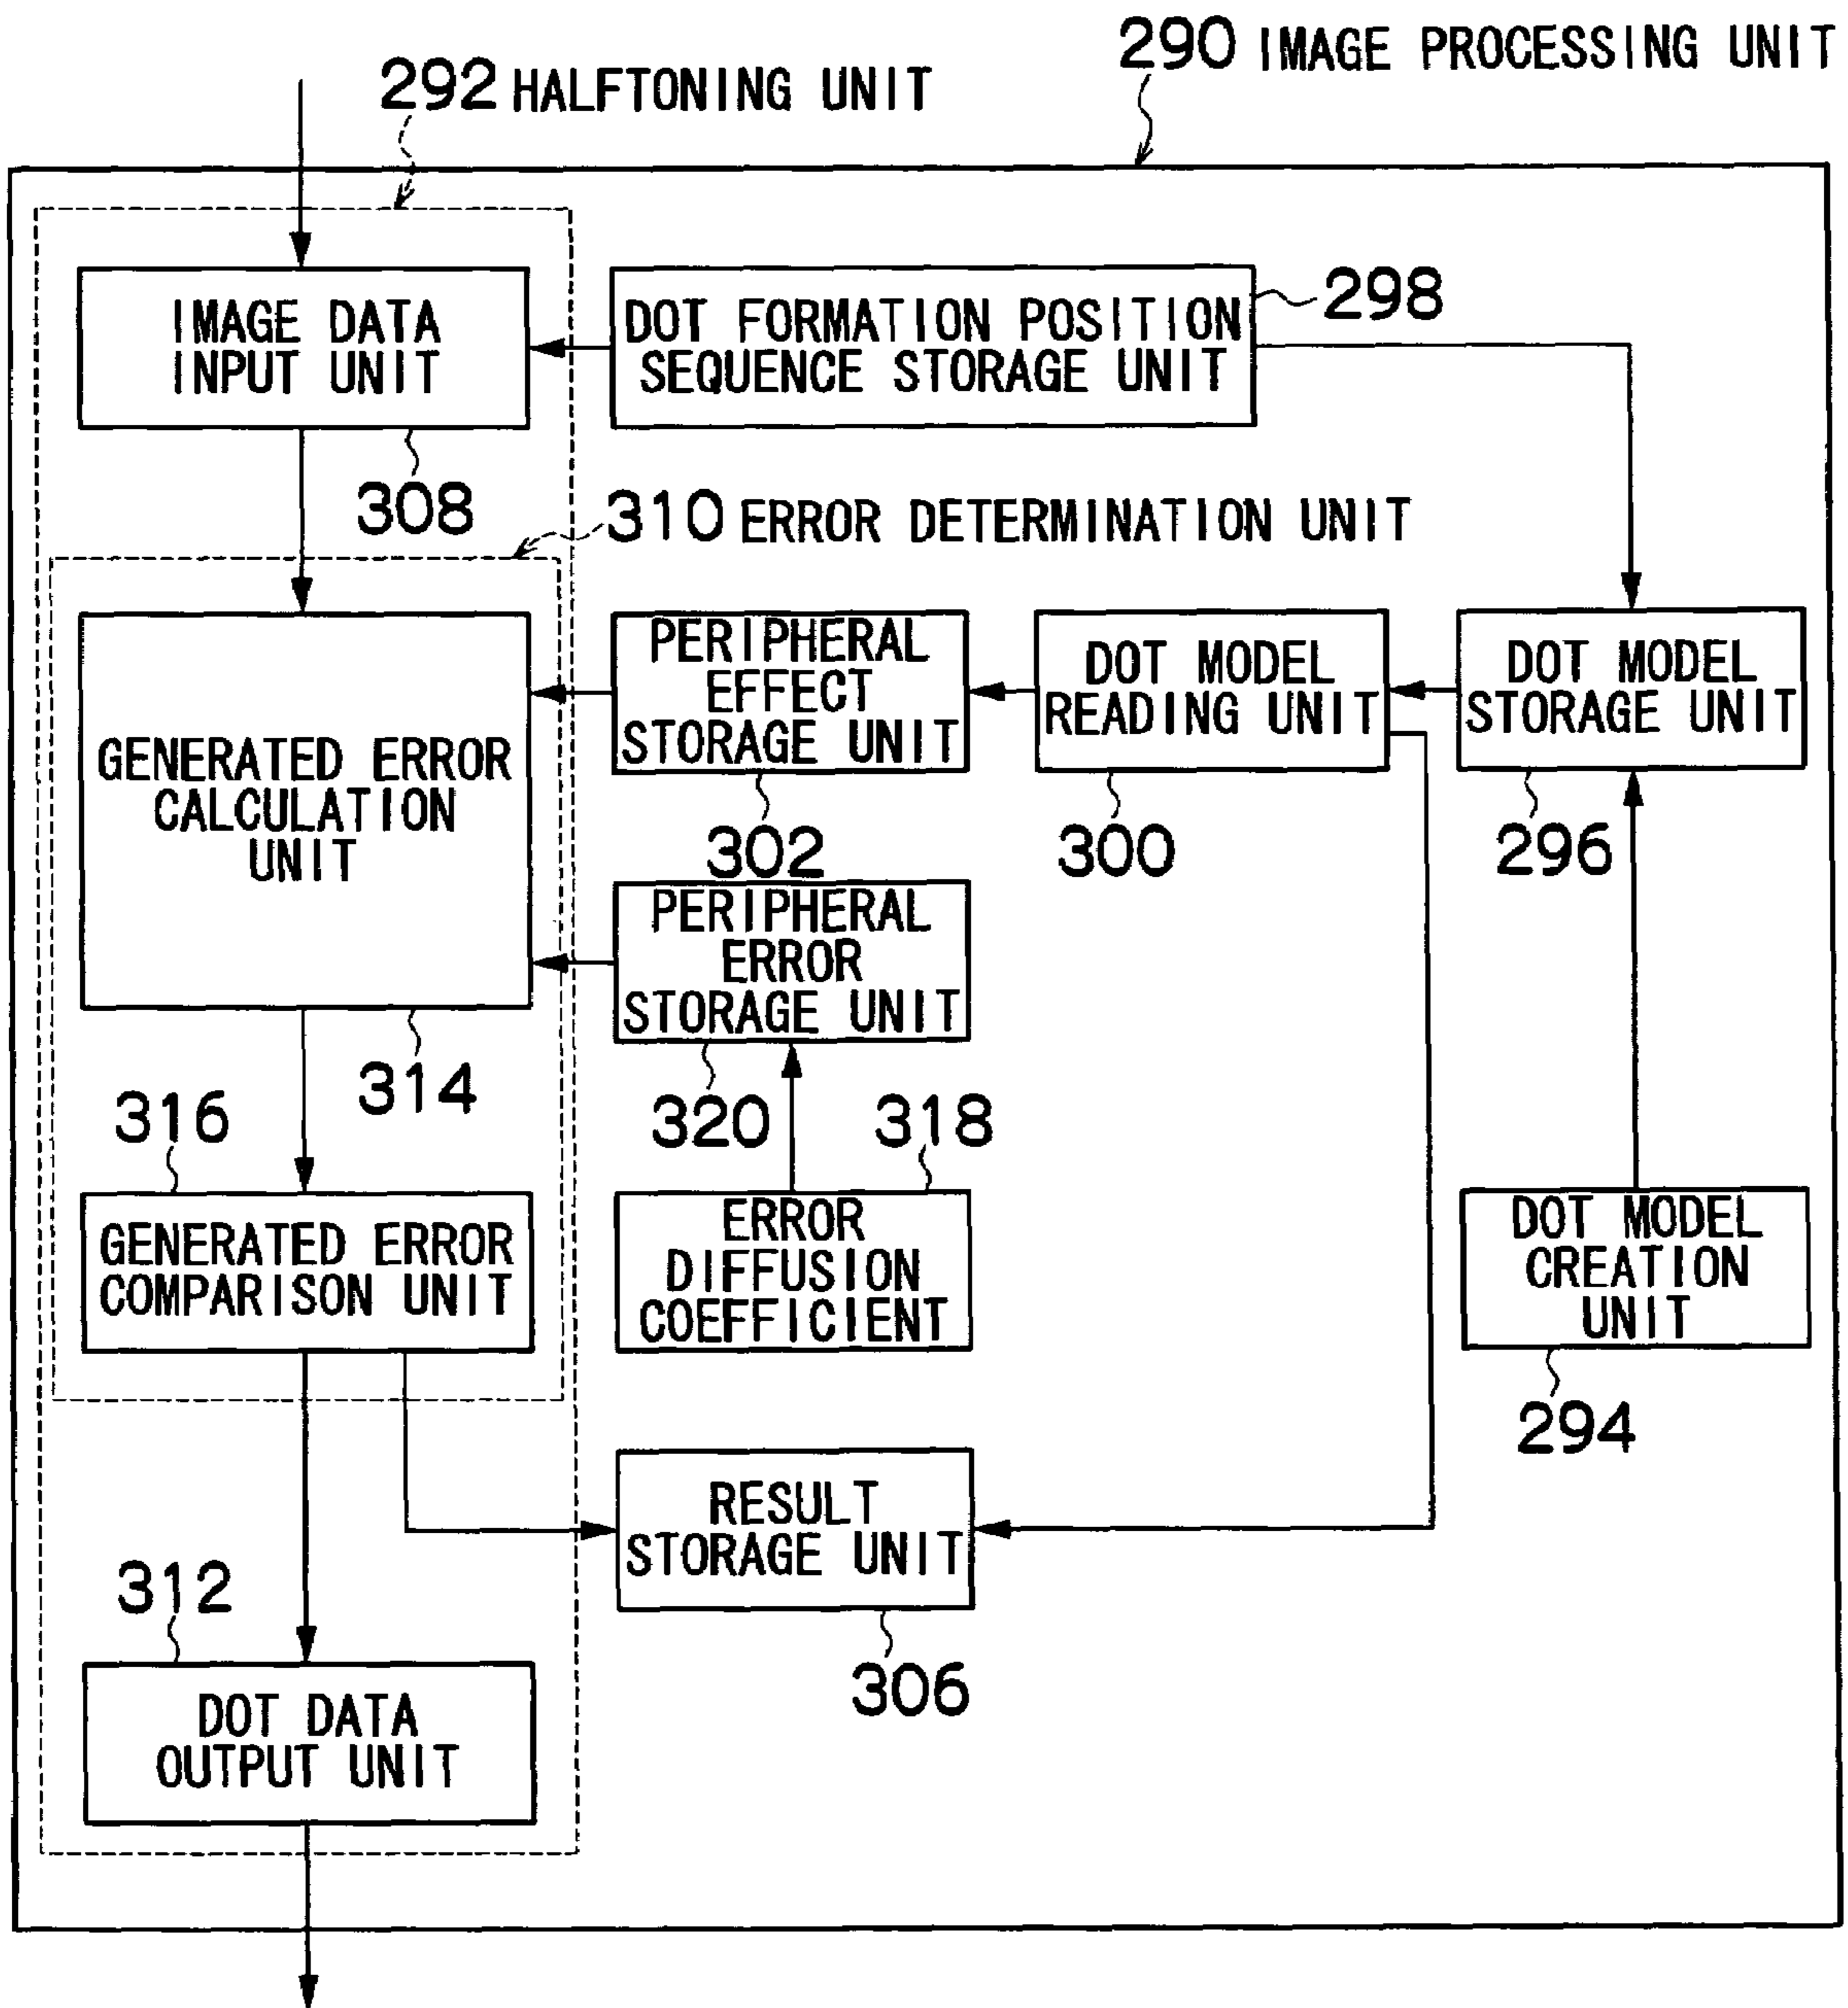 290 IMAGE PROCESSING UNIT
292 HALFTONING UNIT
IMAGE DATA
INPUT UNIT
308
DOT FORMATION POSITION
SEQUENCE STORAGE UNIT
298
310 ERROR DETERMINATION UNIT
GENERATED ERROR
CALCULATION
UNIT
314
PERIPHERAL
EFFECT
STORAGE UNIT
302
DOT MODEL
READING UNIT
300
DOT MODEL
STORAGE UNIT
296
PERIPHERAL
ERROR
STORAGE UNIT
320
318
316
GENERATED ERROR
COMPARISON UNIT
ERROR
DIFFUSION
COEFFICIENT
DOT MODEL
CREATION
UNIT
294
RESULT
STORAGE UNIT
306
312
DOT DATA
OUTPUT UNIT